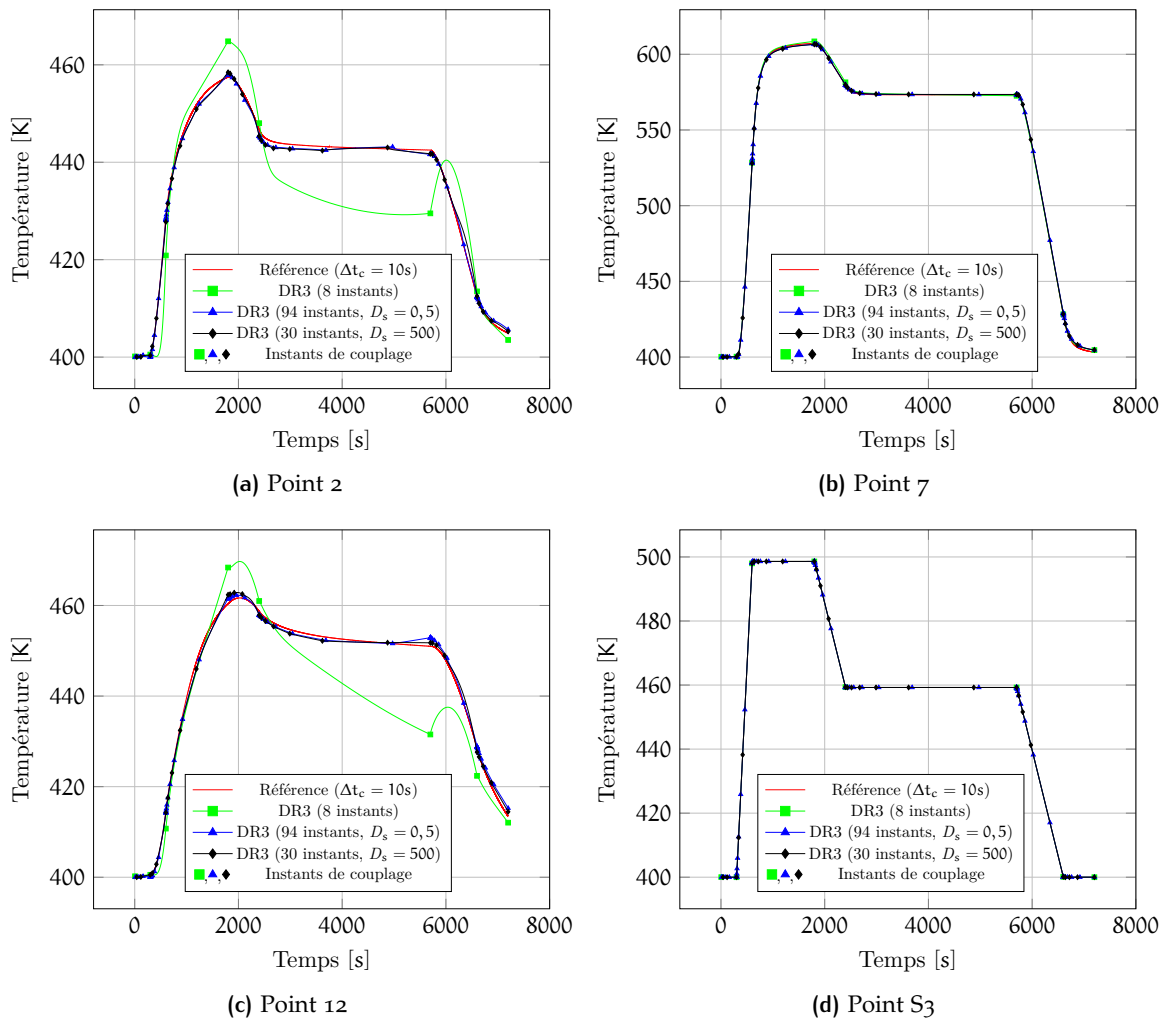 460
440
420
400
Température [K]
Référence (Δt_c = 10s)
DR3 (8 instants)
DR3 (94 instants, D_s = 0,5)
DR3 (30 instants, D_s = 500)
, , Instants de couplage
0 2000 4000 6000 8000
Temps [s]
(a) Point 2
600
550
500
450
400
Température [K]
Référence (Δt_c = 10s)
DR3 (8 instants)
DR3 (94 instants, D_s = 0,5)
DR3 (30 instants, D_s = 500)
, , Instants de couplage
0 2000 4000 6000 8000
Temps [s]
(b) Point 7
460
440
420
400
Température [K]
Référence (Δt_c = 10s)
DR3 (8 instants)
DR3 (94 instants, D_s = 0,5)
DR3 (30 instants, D_s = 500)
, , Instants de couplage
0 2000 4000 6000 8000
Temps [s]
(c) Point 12
500
480
460
440
420
400
Température [K]
Référence (Δt_c = 10s)
DR3 (8 instants)
DR3 (94 instants, D_s = 0,5)
DR3 (30 instants, D_s = 500)
, , Instants de couplage
0 2000 4000 6000 8000
Temps [s]
(d) Point S3